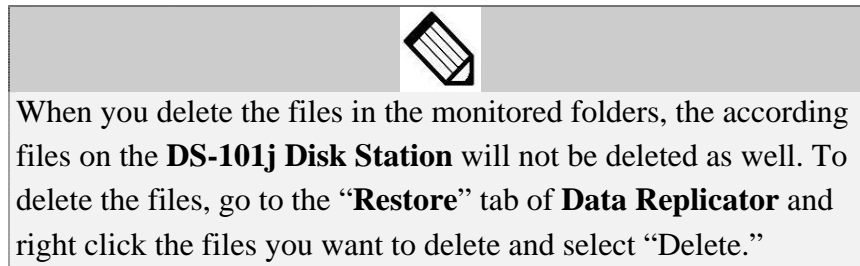 When you delete the files in the monitored folders, the according
files on the DS-101j Disk Station will not be deleted as well. To
delete the files, go to the “Restore” tab of Data Replicator and
right click the files you want to delete and select “Delete.”